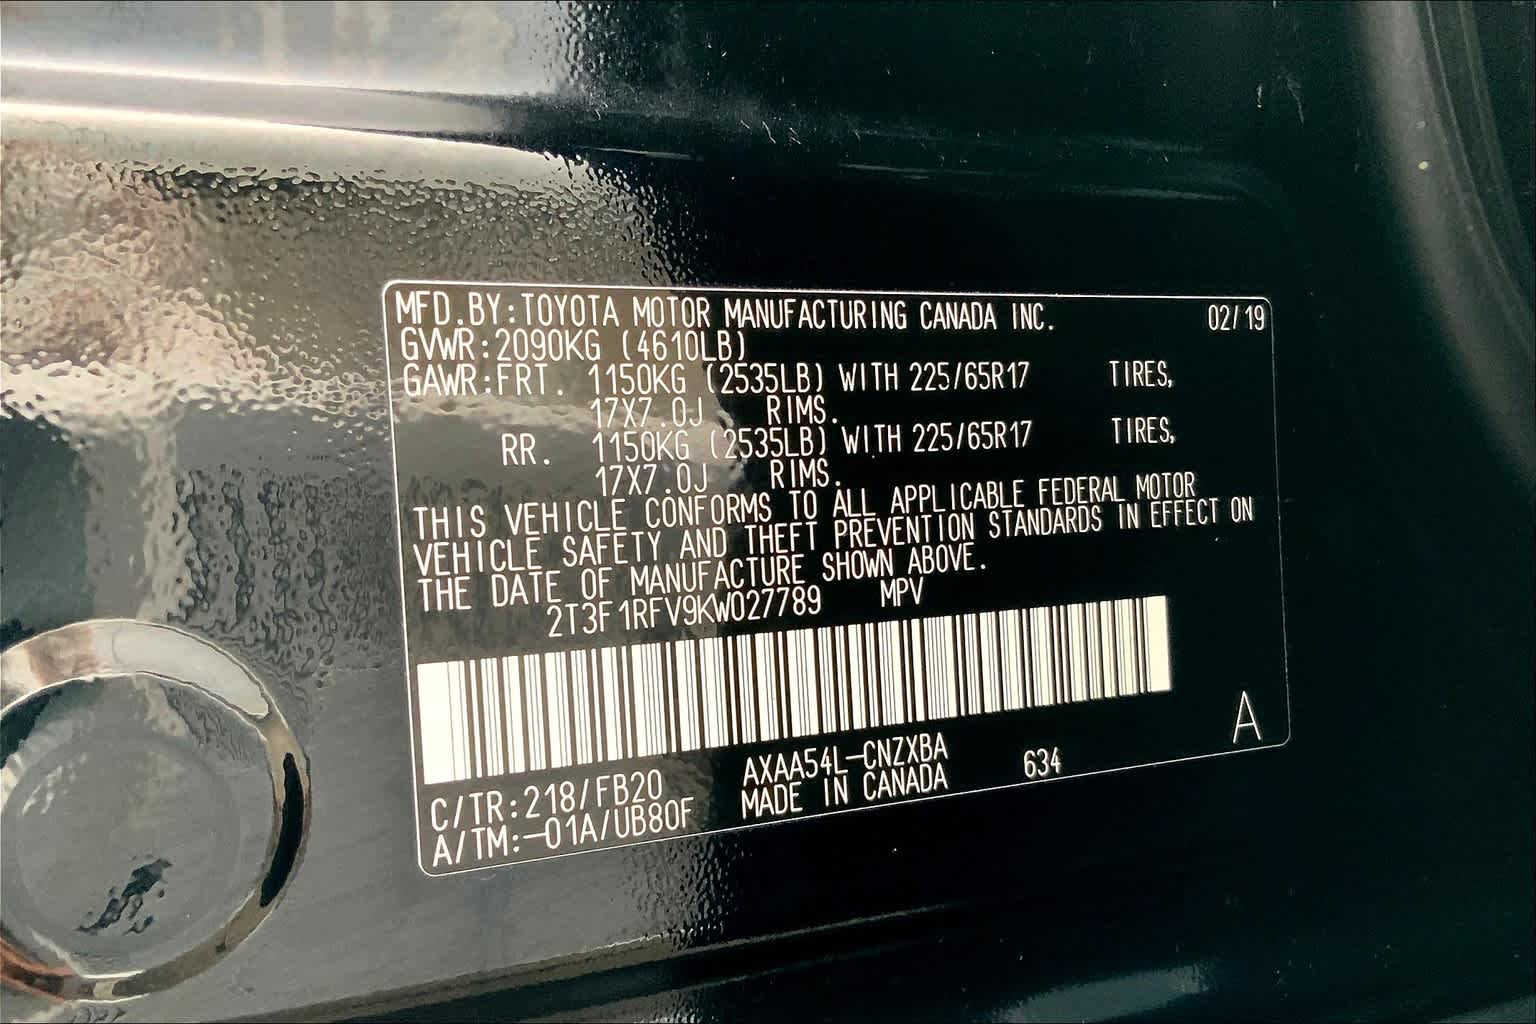 MFD.BY:TOYOTA MOTOR MANUFACTURING CANADA INC. 02/19
GVWR:2090KG (4610LB)
GAWR:FRT. 1150KG (2535LB) WITH 225/65R17 TIRES,
17X7.0J RIMS.
RR. 1150KG (2535LB) WITH 225/65R17 TIRES,
17X7.0J RIMS.
THIS VEHICLE CONFORMS TO ALL APPLICABLE FEDERAL MOTOR
VEHICLE SAFETY AND THEFT PREVENTION STANDARDS IN EFFECT ON
THE DATE OF MANUFACTURE SHOWN ABOVE.
2T3F1RFV9KW027789 MPV
C/TR:218/FB20 AXAA54L-CNZXBA 634 A
A/TM:-01A/UB80F MADE IN CANADA